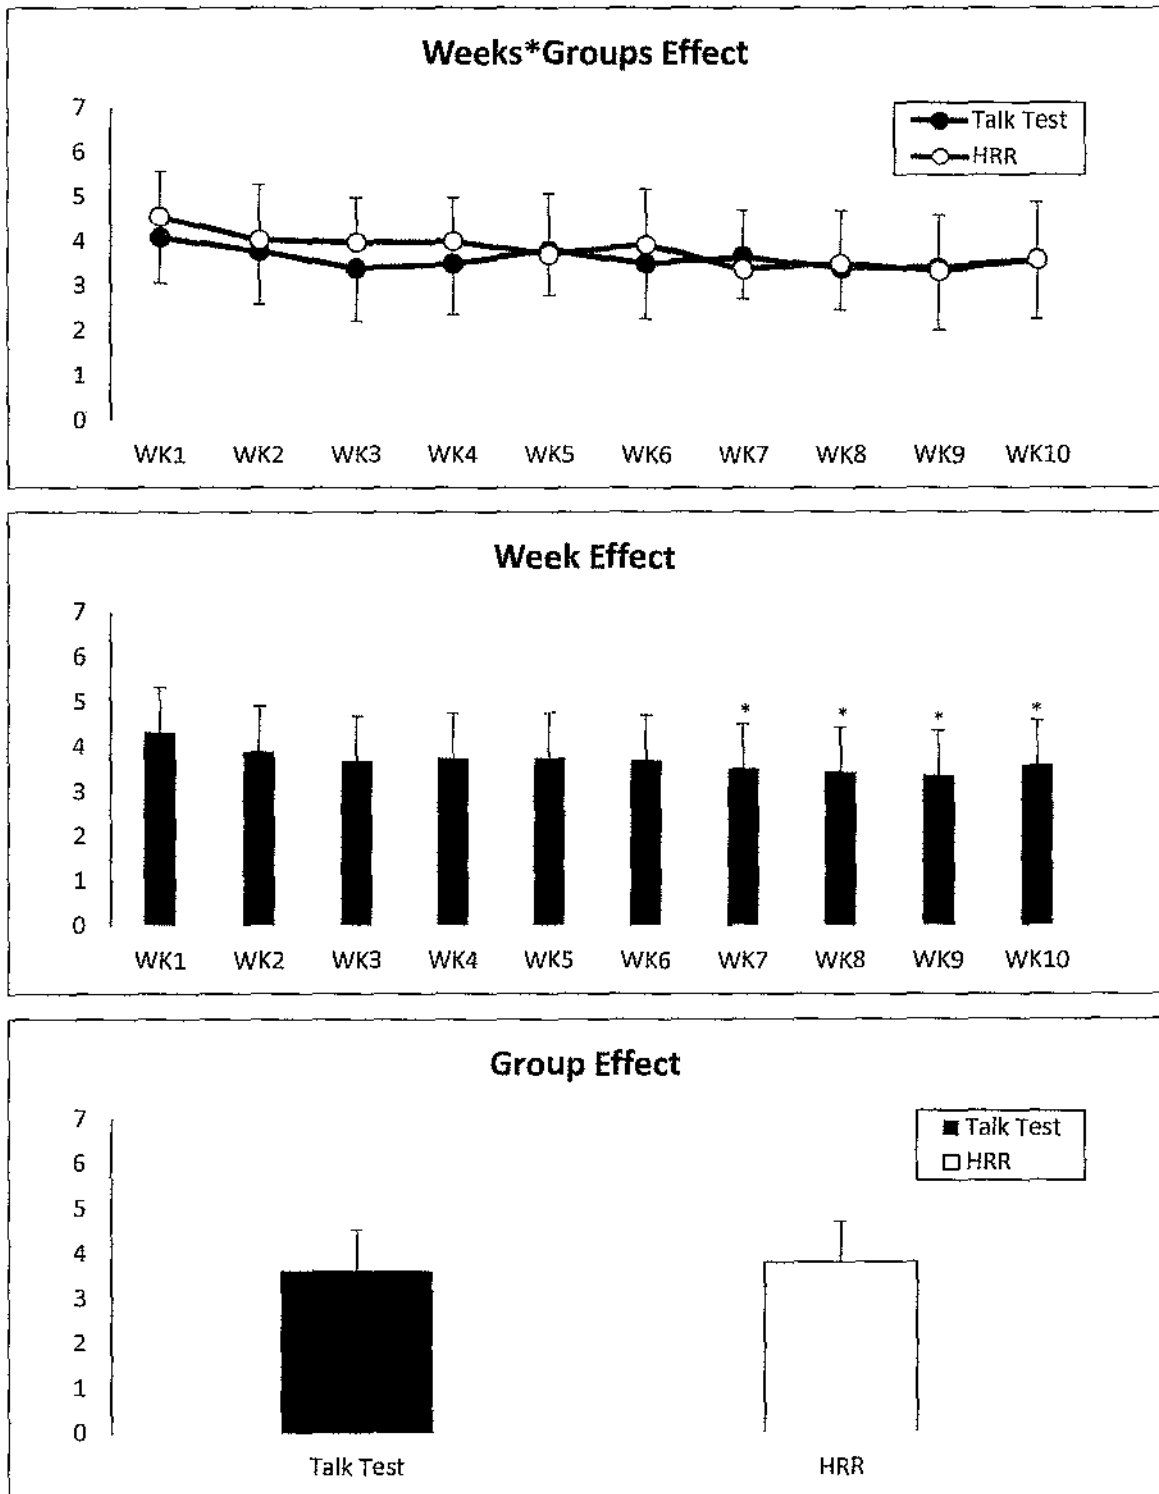 Weeks*Groups Effect
7
6
5
4
3
2
1
0
Talk Test
HRR
WK1 WK2 WK3 WK4 WK5 WK6 WK7 WK8 WK9 WK10
Week Effect
7
6
5
4
3
2
1
0
* * * *
WK1 WK2 WK3 WK4 WK5 WK6 WK7 WK8 WK9 WK10
Group Effect
7
6
5
4
3
2
1
0
Talk Test
HRR
Talk Test HRR